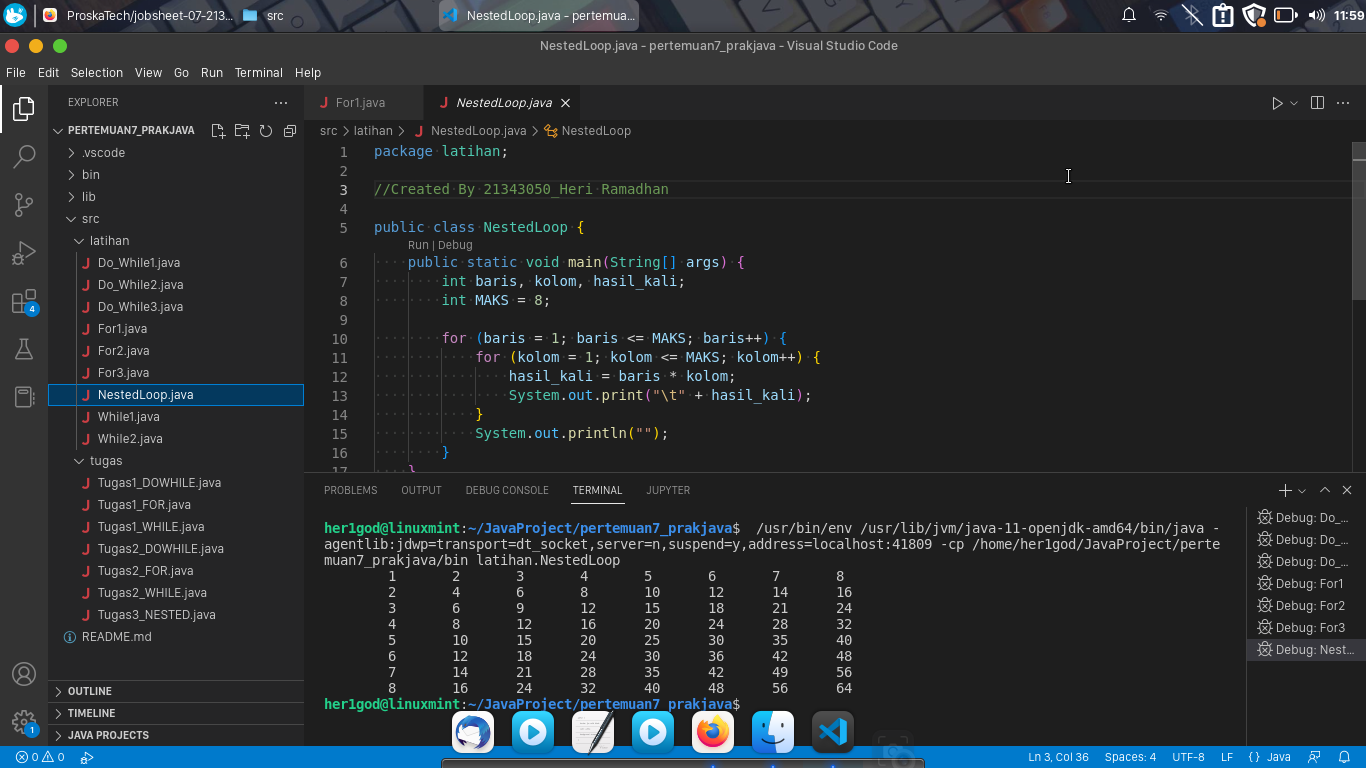 ProskaTech/jobsheet-07-213... src NestedLoop.java - pertemua... 11:59
NestedLoop.java - pertemuan7_prakjava - Visual Studio Code
File Edit Selection View Go Run Terminal Help
EXPLORER
PERTEMUAN7_PRAKJAVA
.vscode
bin
lib
src
latihan
Do_While1.java
Do_While2.java
Do_While3.java
For1.java
For2.java
For3.java
NestedLoop.java
While1.java
While2.java
tugas
Tugas1_DOWHILE.java
Tugas1_FOR.java
Tugas1_WHILE.java
Tugas2_DOWHILE.java
Tugas2_FOR.java
Tugas2_WHILE.java
Tugas3_NESTED.java
README.md
OUTLINE
TIMELINE
JAVA PROJECTS
4
1
For1.java NestedLoop.java
src > latihan > NestedLoop.java > NestedLoop
1 package latihan;
2
3 //Created By 21343050_Heri Ramadhan
4
5 public class NestedLoop {
Run | Debug
6 public static void main(String[] args) {
7 int baris, kolom, hasil_kali;
8 int MAKS = 8;
9
10 for (baris = 1; baris <= MAKS; baris++) {
11 for (kolom = 1; kolom <= MAKS; kolom++) {
12 hasil_kali = baris * kolom;
13 System.out.print("\t" + hasil_kali);
14 }
15 System.out.println("");
16 }
17 }
PROBLEMS OUTPUT DEBUG CONSOLE TERMINAL JUPYTER
her1god@linuxmint:~/JavaProject/pertemuan7_prakjava$ /usr/bin/env /usr/lib/jvm/java-11-openjdk-amd64/bin/java -
agentlib:jdwp=transport=dt_socket,server=n,suspend=y,address=localhost:41809 -cp /home/her1god/JavaProject/perte
muan7_prakjava/bin latihan.NestedLoop
1 2 3 4 5 6 7 8
2 4 6 8 10 12 14 16
3 6 9 12 15 18 21 24
4 8 12 16 20 24 28 32
5 10 15 20 25 30 35 40
6 12 18 24 30 36 42 48
7 14 21 28 35 42 49 56
8 16 24 32 40 48 56 64
her1god@linuxmint:~/JavaProject/pertemuan7_prakjava$
Debug: Do_...
Debug: Do_...
Debug: Do_...
Debug: For1
Debug: For2
Debug: For3
Debug: Nest...
0 0 Ln 3, Col 36 Spaces: 4 UTF-8 LF {} Java